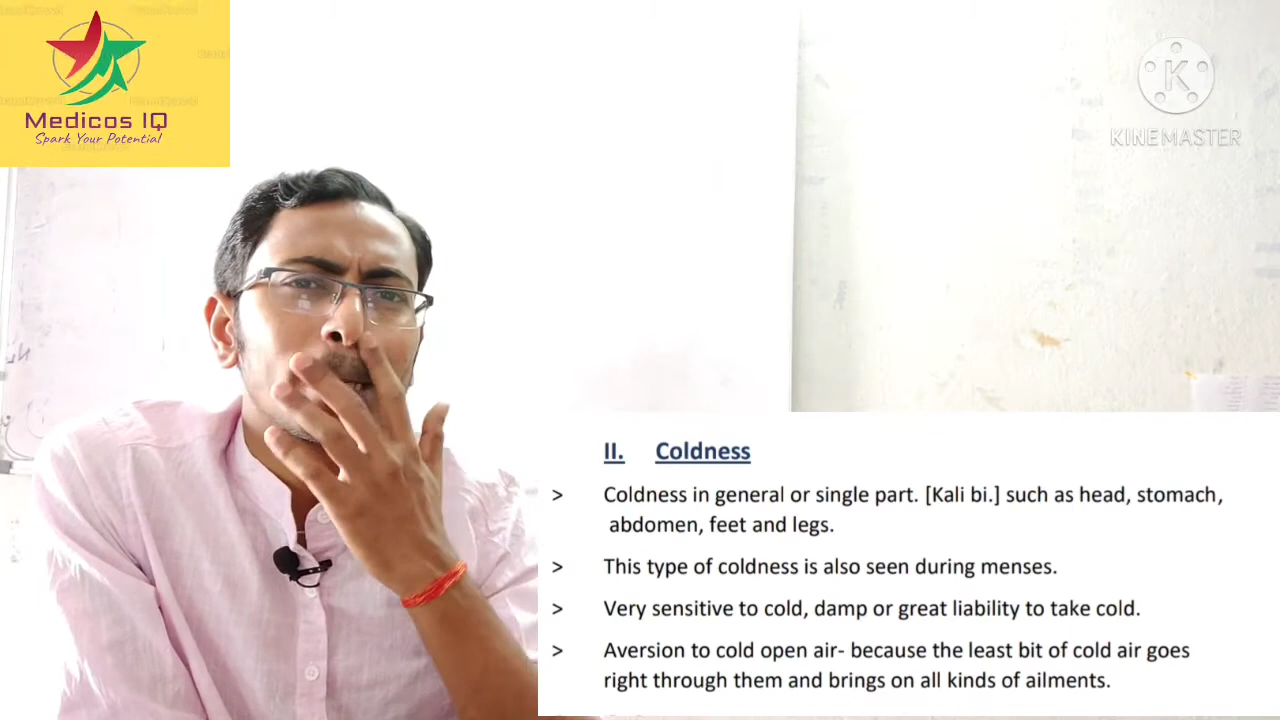 Medicos IQ
Spark Your Potential
KINEMASTER
II. Coldness
> Coldness in general or single part. [Kali bi.] such as head, stomach,
abdomen, feet and legs.
> This type of coldness is also seen during menses.
> Very sensitive to cold, damp or great liability to take cold.
> Aversion to cold open air- because the least bit of cold air goes
right through them and brings on all kinds of ailments.